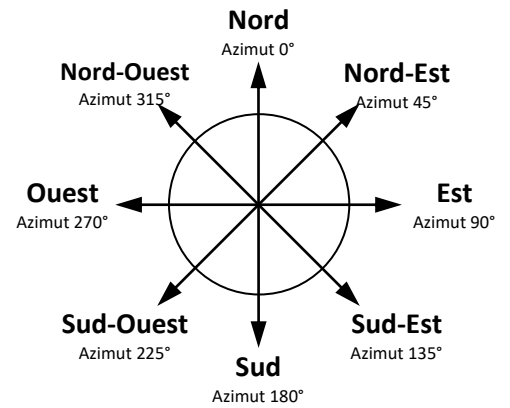 Nord
Azimut 0°
Nord-Ouest
Azimut 315°
Nord-Est
Azimut 45°
Ouest
Azimut 270°
Est
Azimut 90°
Sud-Ouest
Azimut 225°
Sud-Est
Azimut 135°
Sud
Azimut 180°